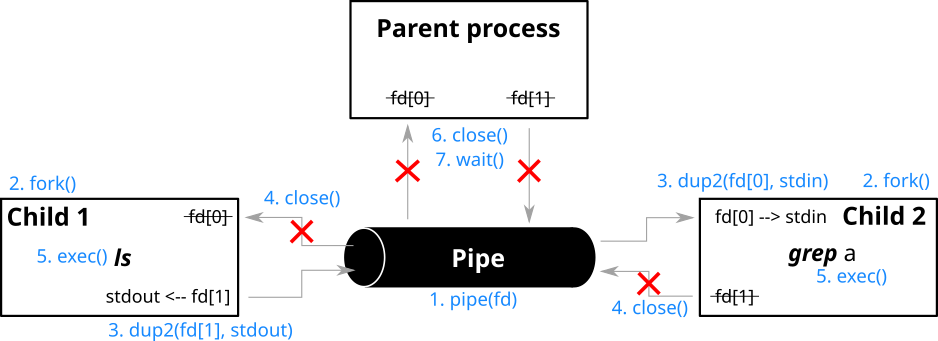 Parent process
fd[0] fd[1]
6. close()
7. wait()
2. fork()
Child 1 fd[0]
5. exec() ls
stdout <-- fd[1]
3. dup2(fd[1], stdout)
4. close()
Pipe
1. pipe(fd)
3. dup2(fd[0], stdin) 2. fork()
fd[0] --> stdin Child 2
grep a
5. exec()
fd[1]
4. close()